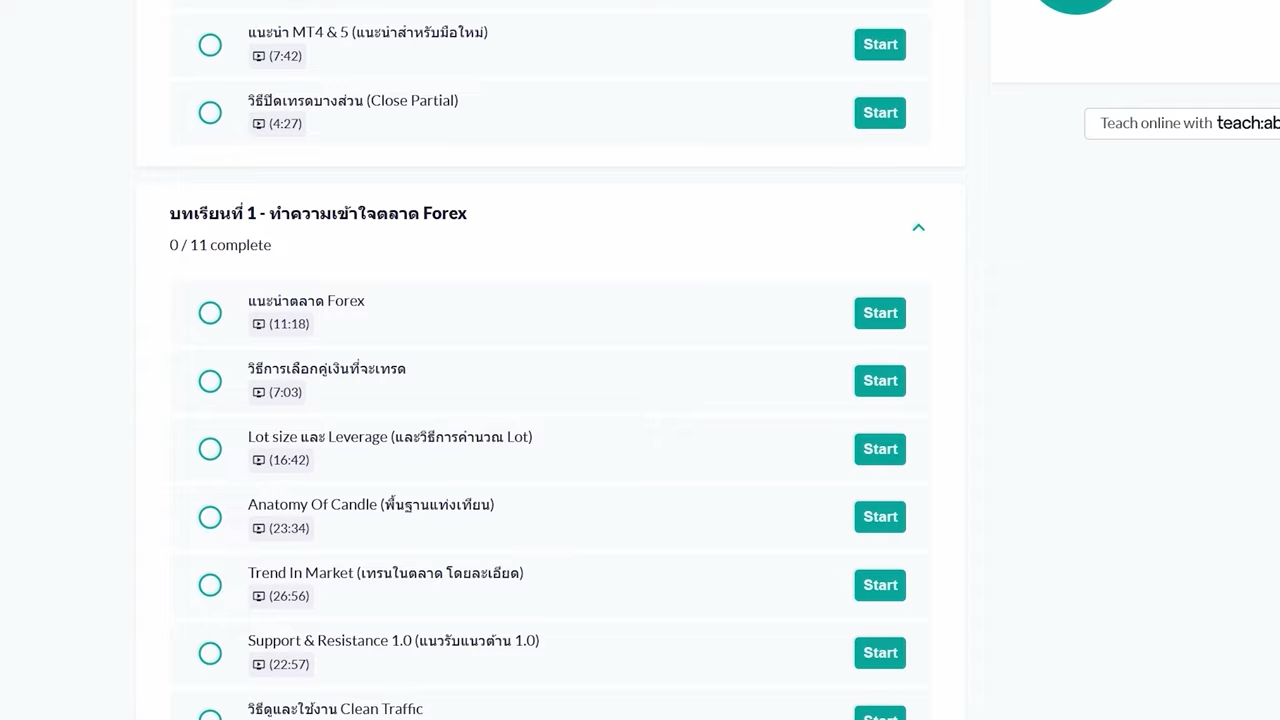 แนะนำ MT4 & 5 (แนะนำสำหรับมือใหม่)
(7:42)
Start
วิธีปิดเทรดบางส่วน (Close Partial)
(4:27)
Start
Teach online with teach:ab
บทเรียนที่ 1 - ทำความเข้าใจตลาด Forex
0 / 11 complete
แนะนำตลาด Forex
(11:18)
Start
วิธีการเลือกคู่เงินที่จะเทรด
(7:03)
Start
Lot size และ Leverage (และวิธีการคำนวณ Lot)
(16:42)
Start
Anatomy Of Candle (พื้นฐานแท่งเทียน)
(23:34)
Start
Trend In Market (เทรนในตลาด โดยละเอียด)
(26:56)
Start
Support & Resistance 1.0 (แนวรับแนวต้าน 1.0)
(22:57)
Start
วิธีดูและใช้งาน Clean Traffic
Start